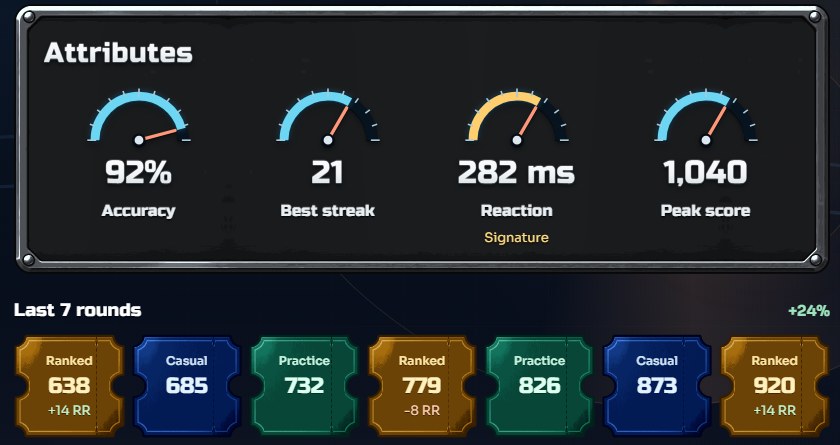 Attributes
92%
21
282 ms
1,040
Accuracy
Best streak
Reaction
Peak score
Signature
Last 7 rounds
+24%
Ranked
638
+14 RR
Casual
685
Practice
732
Ranked
779
-8 RR
Practice
826
Casual
873
Ranked
920
+14 RR